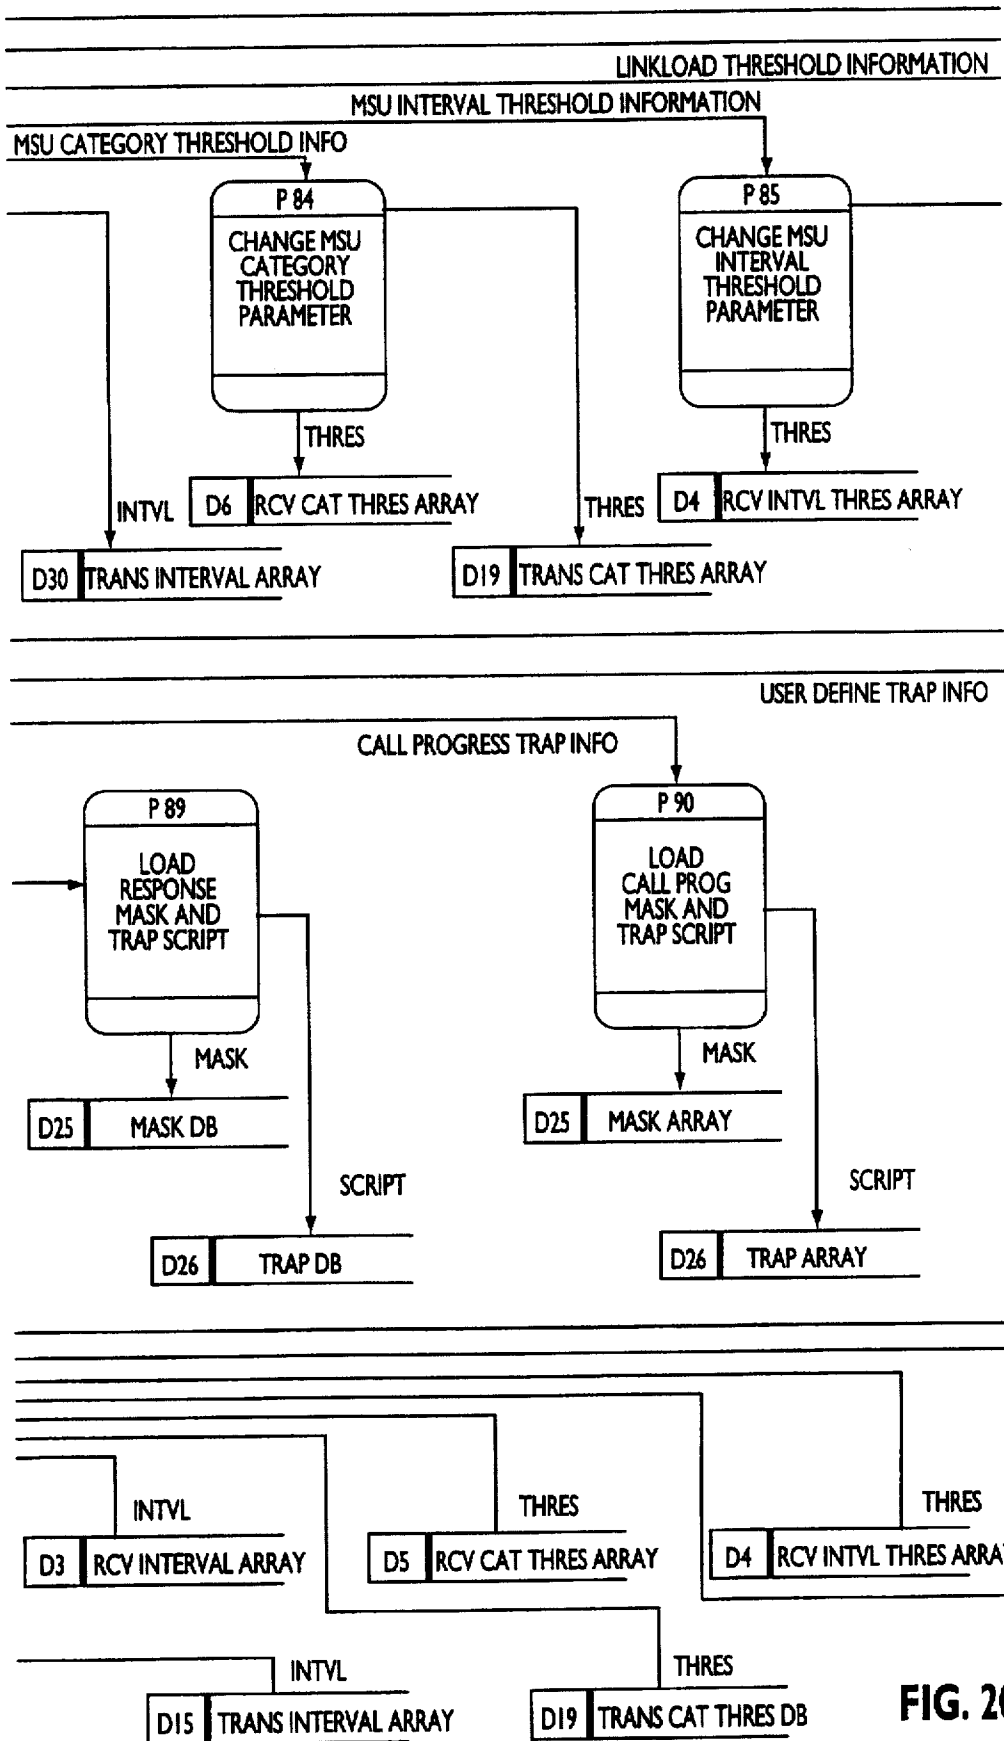 LINKLOAD THRESHOLD INFORMATION
MSU INTERVAL THRESHOLD INFORMATION
MSU CATEGORY THRESHOLD INFO
P 84
CHANGE MSU
CATEGORY
THRESHOLD
PARAMETER
P 85
CHANGE MSU
INTERVAL
THRESHOLD
PARAMETER
THRES
THRES
D6 RCV CAT THRES ARRAY
D4 RCV INTVL THRES ARRAY
INTVL
THRES
D30 TRANS INTERVAL ARRAY
D19 TRANS CAT THRES ARRAY
USER DEFINE TRAP INFO
CALL PROGRESS TRAP INFO
P 89
LOAD
RESPONSE
MASK AND
TRAP SCRIPT
P 90
LOAD
CALL PROG
MASK AND
TRAP SCRIPT
MASK
MASK
D25 MASK DB
D25 MASK ARRAY
SCRIPT
SCRIPT
D26 TRAP DB
D26 TRAP ARRAY
INTVL
THRES
THRES
D3 RCV INTERVAL ARRAY
D5 RCV CAT THRES ARRAY
D4 RCV INTVL THRES ARRAY
INTVL
THRES
D15 TRANS INTERVAL ARRAY
D19 TRANS CAT THRES DB
FIG.